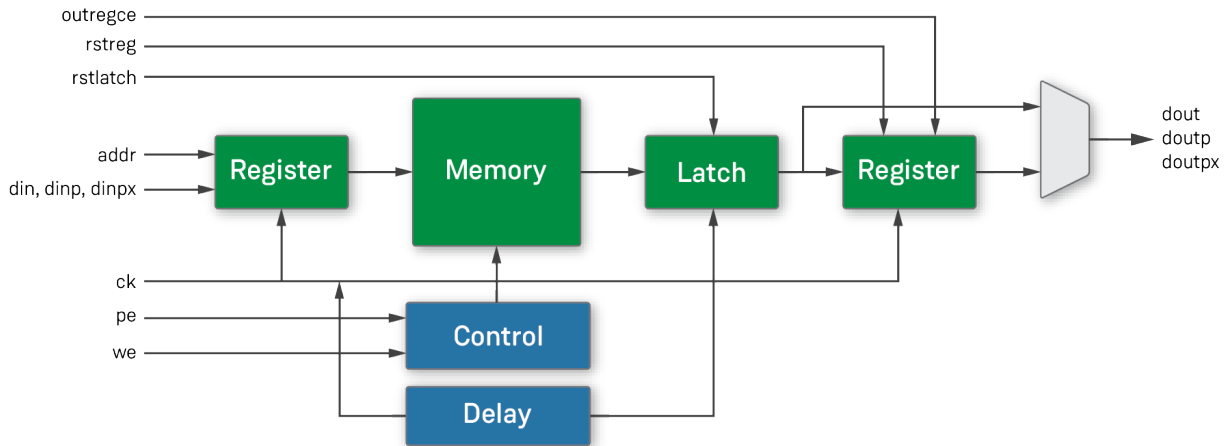 outregce
rstreg
rstlatch
addr
din, dinp, dinpx
ck
pe
we
Register
Memory
Latch
Register
Control
Delay
dout
doutp
doutpx